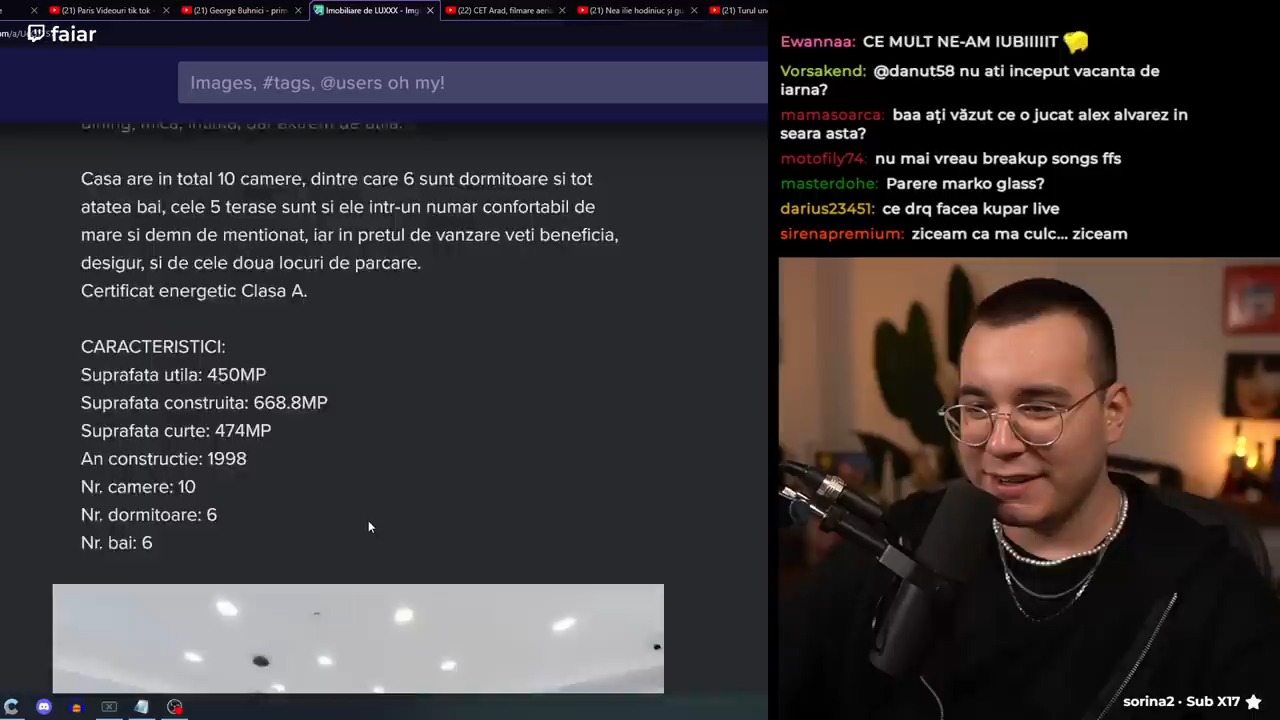 (21) Paris Videouri tik tok -
(21) George Buhnici - prim
Imobiliare de LUXXX - Img
(22) CET Arad, filmare aeri
(21) Nea ilie hodiniuc și gu
(21) Turul un
faiar
Images, #tags, @users oh my!
dining, mica, intima, dar extrem de utila.
Casa are in total 10 camere, dintre care 6 sunt dormitoare si tot
atatea bai, cele 5 terase sunt si ele intr-un numar confortabil de
mare si demn de mentionat, iar in pretul de vanzare veti beneficia,
desigur, si de cele doua locuri de parcare.
Certificat energetic Clasa A.
CARACTERISTICI:
Suprafata utila: 450MP
Suprafata construita: 668.8MP
Suprafata curte: 474MP
An constructie: 1998
Nr. camere: 10
Nr. dormitoare: 6
Nr. bai: 6
Ewannaa: CE MULT NE-AM IUBIIIIIT
Vorsakend: @danut58 nu ati inceput vacanta de
iarna?
mamasoarca: baa ați văzut ce o jucat alex alvarez in
seara asta?
motofily74: nu mai vreau breakup songs ffs
masterdohe: Parere marko glass?
darius23451: ce drq facea kupar live
sirenapremium: ziceam ca ma culc... ziceam
sorina2 · Sub X17